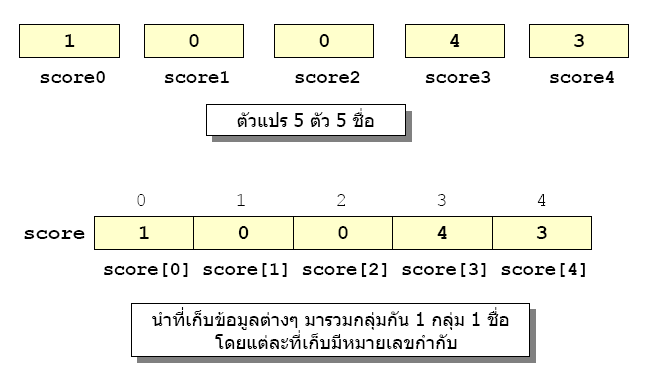 1 0 0 4 3
score0 score1 score2 score3 score4
ตัวแปร 5 ตัว 5 ชื่อ
0 1 2 3 4
score 1 0 0 4 3
score[0] score[1] score[2] score[3] score[4]
นำที่เก็บข้อมูลต่างๆ มารวมกลุ่มกัน 1 กลุ่ม 1 ชื่อ
โดยแต่ละที่เก็บมีหมายเลขกำกับ